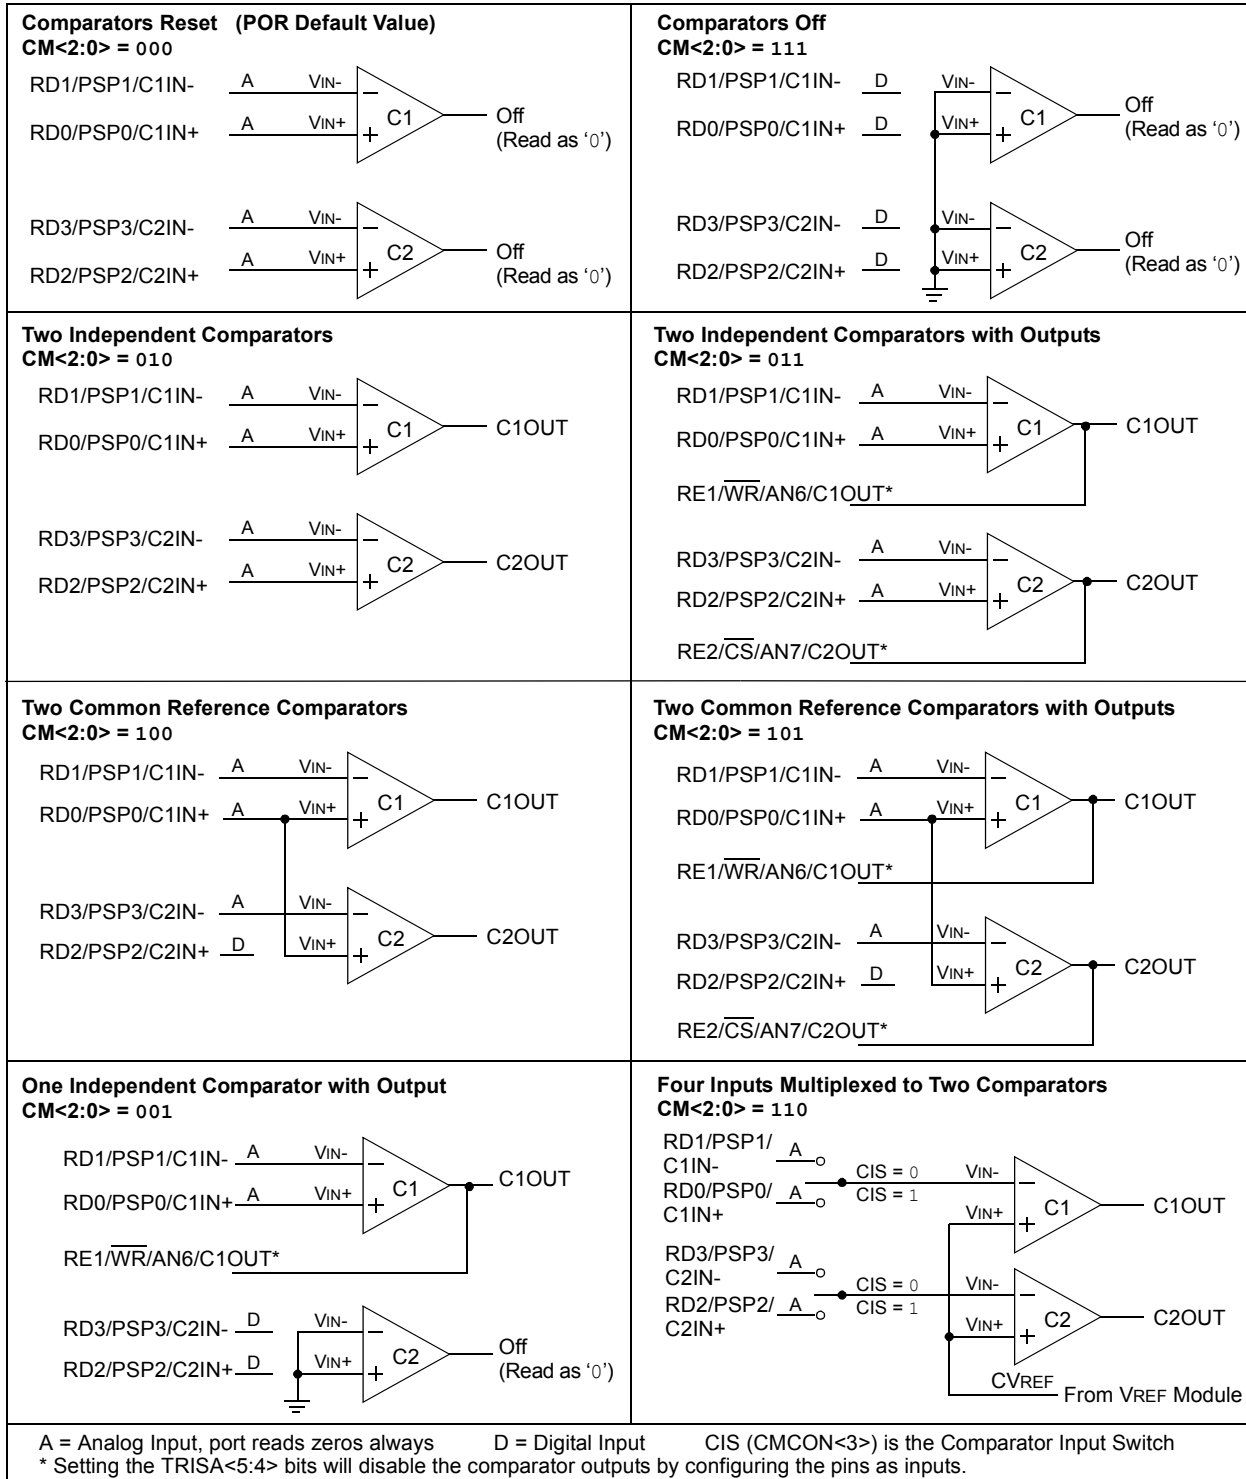 Comparators Reset (POR Default Value)
CM<2:0> = 000
RD1/PSP1/C1IN- A VIN-
RD0/PSP0/C1IN+ A VIN+
C1
Off
(Read as ‘0’)
RD3/PSP3/C2IN- A VIN-
RD2/PSP2/C2IN+ A VIN+
C2
Off
(Read as ‘0’)
Comparators Off
CM<2:0> = 111
RD1/PSP1/C1IN- D VIN-
RD0/PSP0/C1IN+ D VIN+
C1
Off
(Read as ‘0’)
RD3/PSP3/C2IN- D VIN-
RD2/PSP2/C2IN+ D VIN+
C2
Off
(Read as ‘0’)
Two Independent Comparators
CM<2:0> = 010
RD1/PSP1/C1IN- A VIN-
RD0/PSP0/C1IN+ A VIN+
C1
C1OUT
RD3/PSP3/C2IN- A VIN-
RD2/PSP2/C2IN+ A VIN+
C2
C2OUT
Two Independent Comparators with Outputs
CM<2:0> = 011
RD1/PSP1/C1IN- A VIN-
RD0/PSP0/C1IN+ A VIN+
C1
C1OUT
RE1/WR/AN6/C1OUT*
RD3/PSP3/C2IN- A VIN-
RD2/PSP2/C2IN+ A VIN+
C2
C2OUT
RE2/CS/AN7/C2OUT*
Two Common Reference Comparators
CM<2:0> = 100
RD1/PSP1/C1IN- A VIN-
RD0/PSP0/C1IN+ A VIN+
C1
C1OUT
RD3/PSP3/C2IN- A VIN-
RD2/PSP2/C2IN+ D VIN+
C2
C2OUT
Two Common Reference Comparators with Outputs
CM<2:0> = 101
RD1/PSP1/C1IN- A VIN-
RD0/PSP0/C1IN+ A VIN+
C1
C1OUT
RE1/WR/AN6/C1OUT*
RD3/PSP3/C2IN- A VIN-
RD2/PSP2/C2IN+ D VIN+
C2
C2OUT
RE2/CS/AN7/C2OUT*
One Independent Comparator with Output
CM<2:0> = 001
RD1/PSP1/C1IN- A VIN-
RD0/PSP0/C1IN+ A VIN+
C1
C1OUT
RE1/WR/AN6/C1OUT*
RD3/PSP3/C2IN- D VIN-
RD2/PSP2/C2IN+ D VIN+
C2
Off
(Read as ‘0’)
Four Inputs Multiplexed to Two Comparators
CM<2:0> = 110
RD1/PSP1/ A
C1IN-
CIS = 0 VIN-
RD0/PSP0/ A
CIS = 1
C1IN+
VIN+
C1
C1OUT
RD3/PSP3/ A
C2IN-
CIS = 0 VIN-
RD2/PSP2/ A
CIS = 1
C2IN+
VIN+
C2
C2OUT
CVREF
From VREF Module
A = Analog Input, port reads zeros always D = Digital Input CIS (CMCON<3>) is the Comparator Input Switch
* Setting the TRISA<5:4> bits will disable the comparator outputs by configuring the pins as inputs.